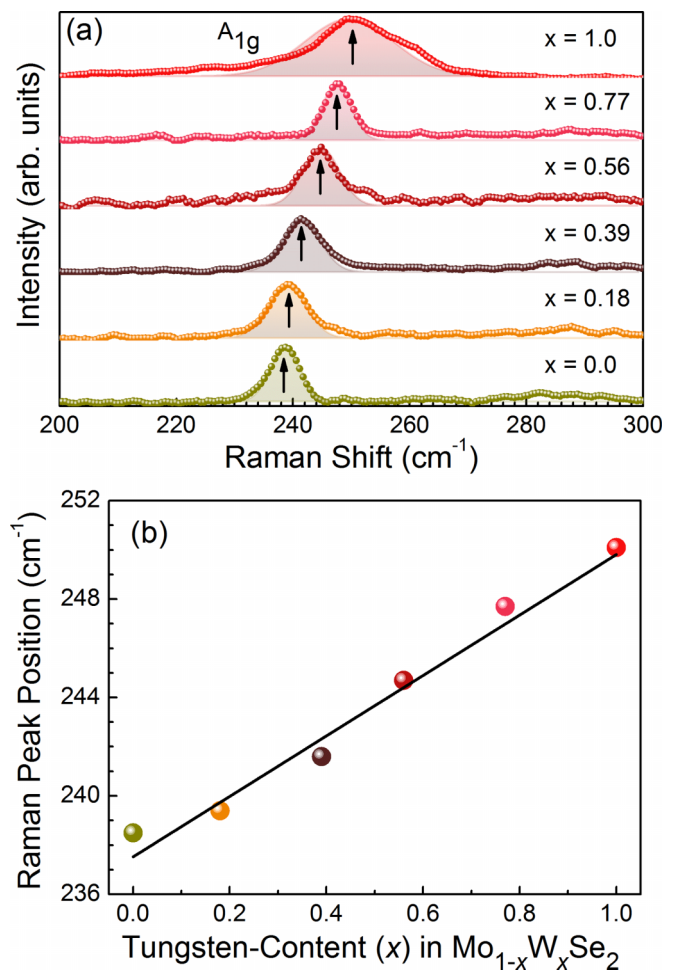 (a)
A1g
x = 1.0
x = 0.77
x = 0.56
x = 0.39
x = 0.18
x = 0.0
Intensity (arb. units)
200 220 240 260 280 300
Raman Shift (cm-1)
(b)
252
248
244
240
236
Raman Peak Position (cm-1)
0.0 0.2 0.4 0.6 0.8 1.0
Tungsten-Content (x) in Mo1-xWxSe2